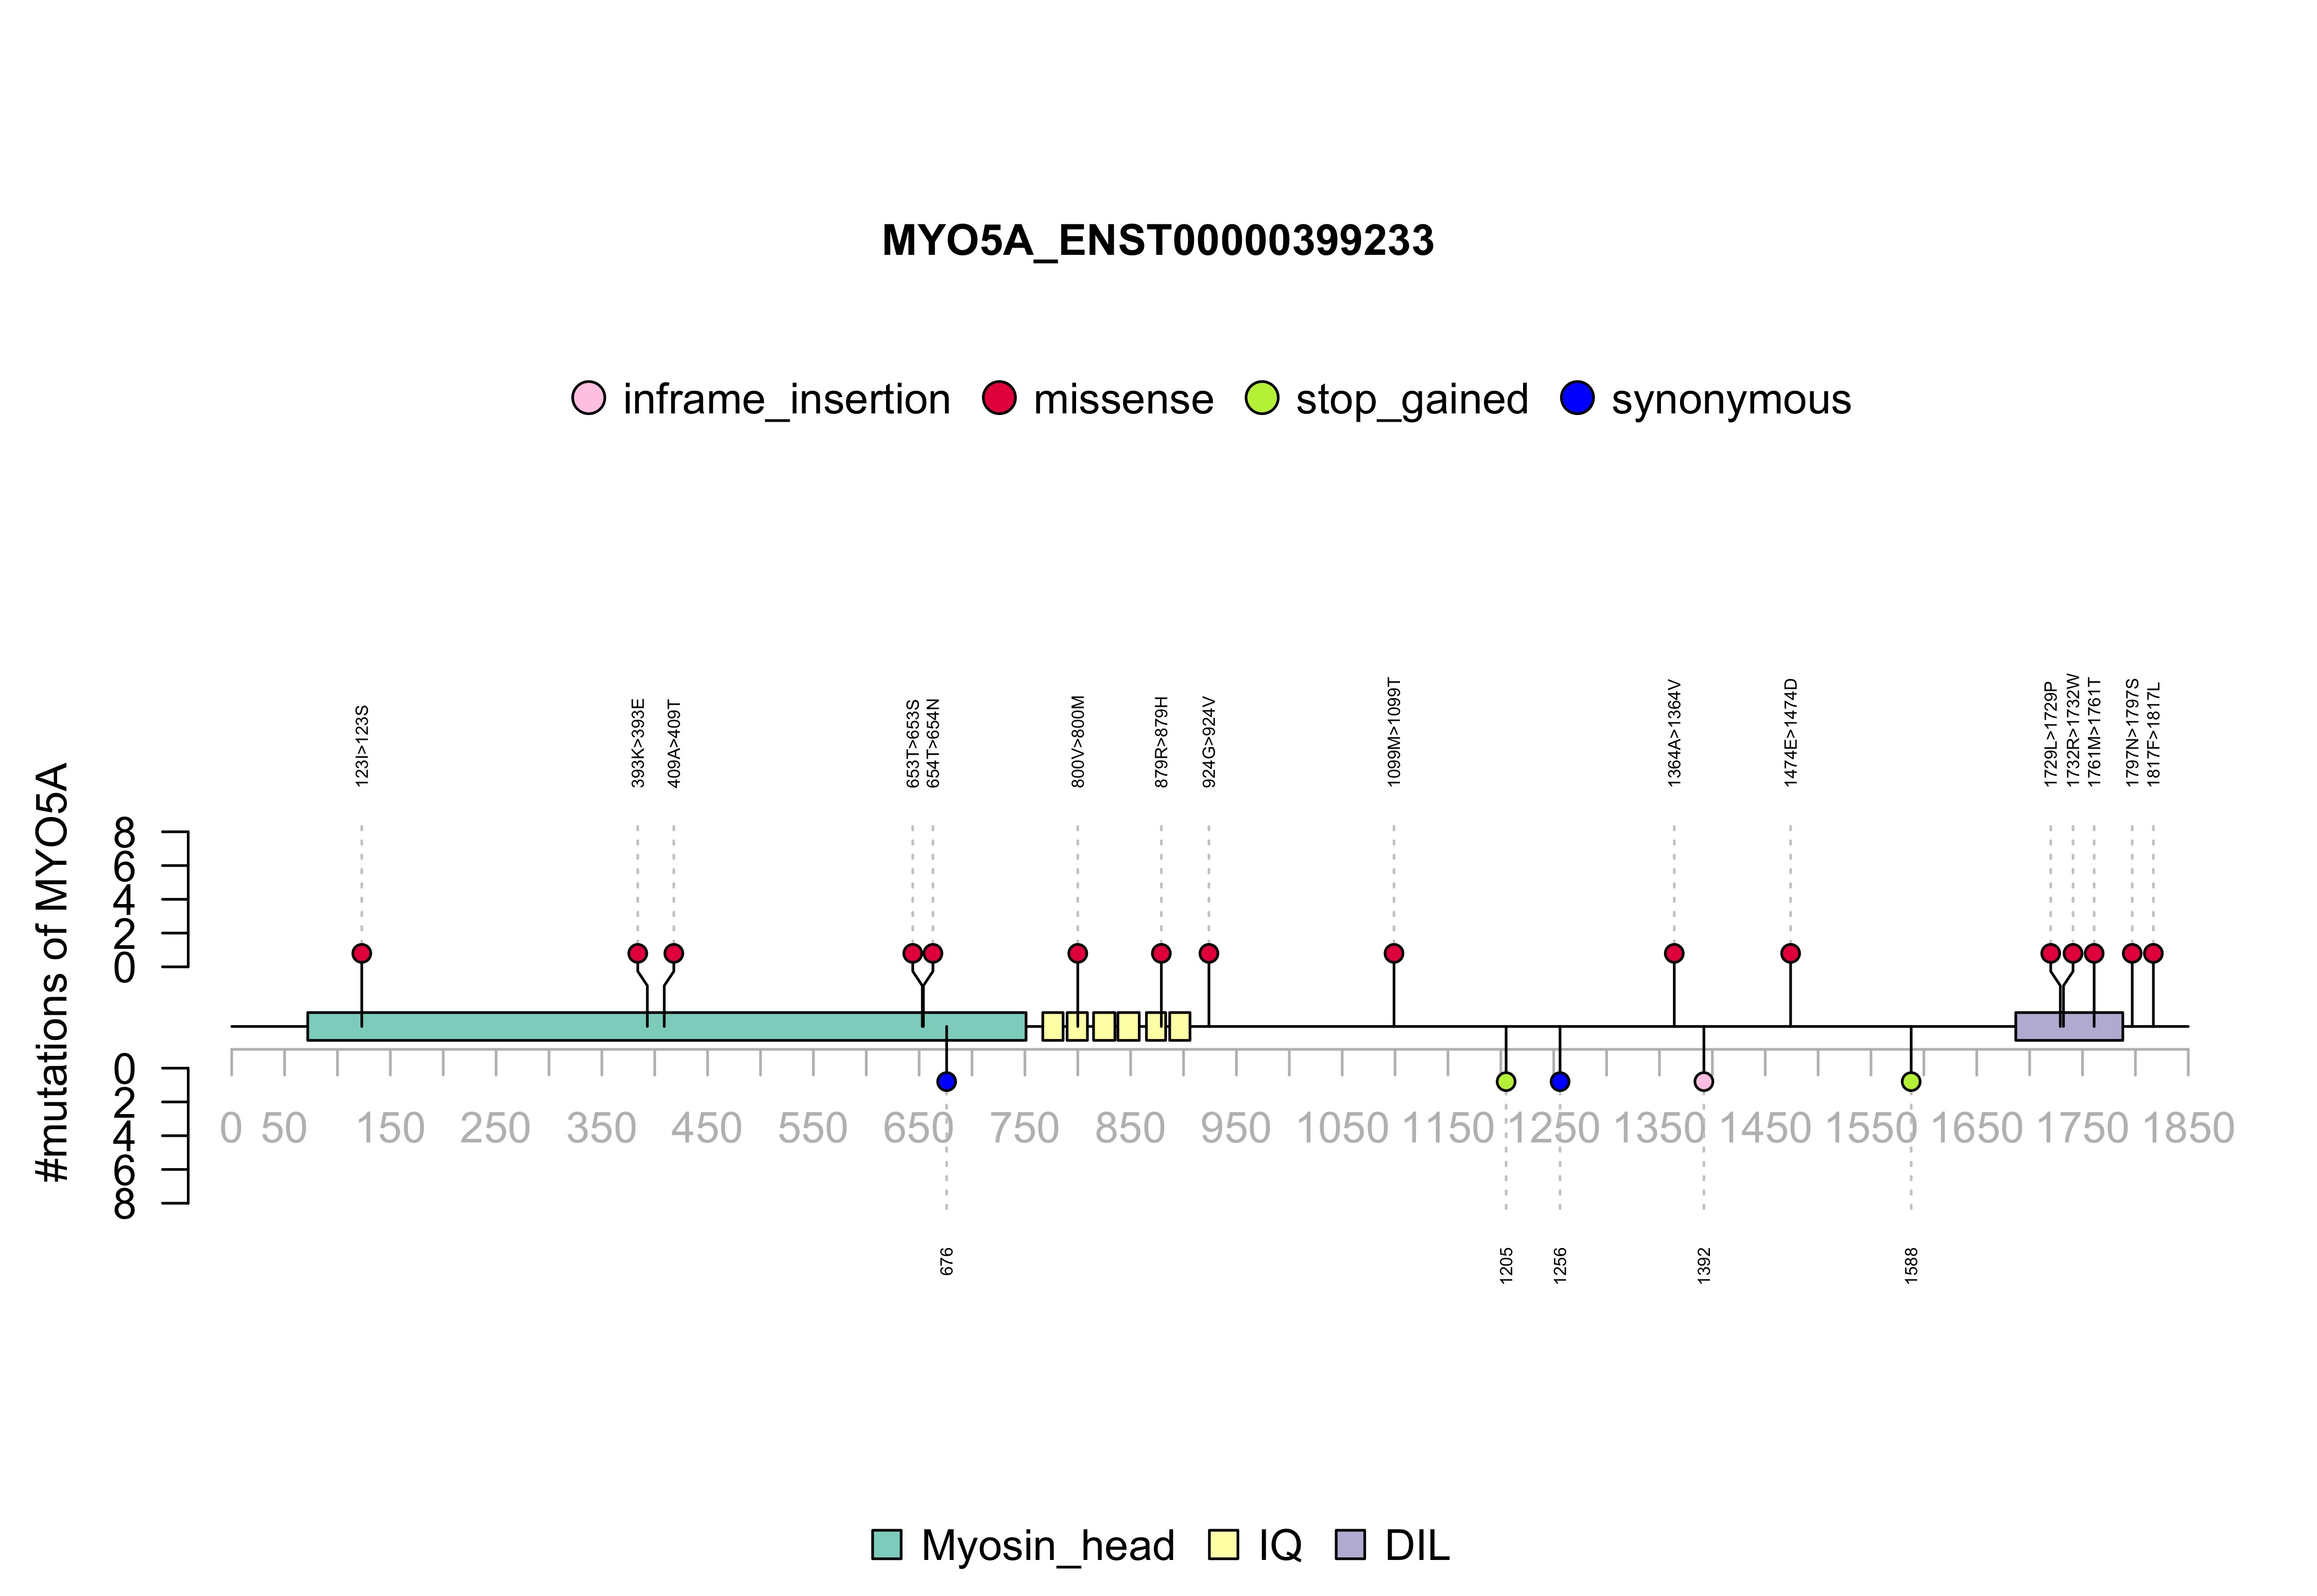 MYO5A_ENST00000399233
inframe_insertion missense stop_gained synonymous
123I>123S 393K>393E 409A>409T 653T>653S 654T>654N 800V>800M 879R>879H 924G>924V 1099M>1099T 1364A>1364V 1474E>1474D 1729L>1729P 1732R>1732W 1761M>1761T 1797N>1797S 1817F>1817L
#mutations of MYO5A
8
6
4
2
0
0
2
4
6
8
0 50 150 250 350 450 550 650 750 850 950 1050 1150 1250 1350 1450 1550 1650 1750 1850
676 1205 1256 1392 1588
Myosin_head IQ DIL